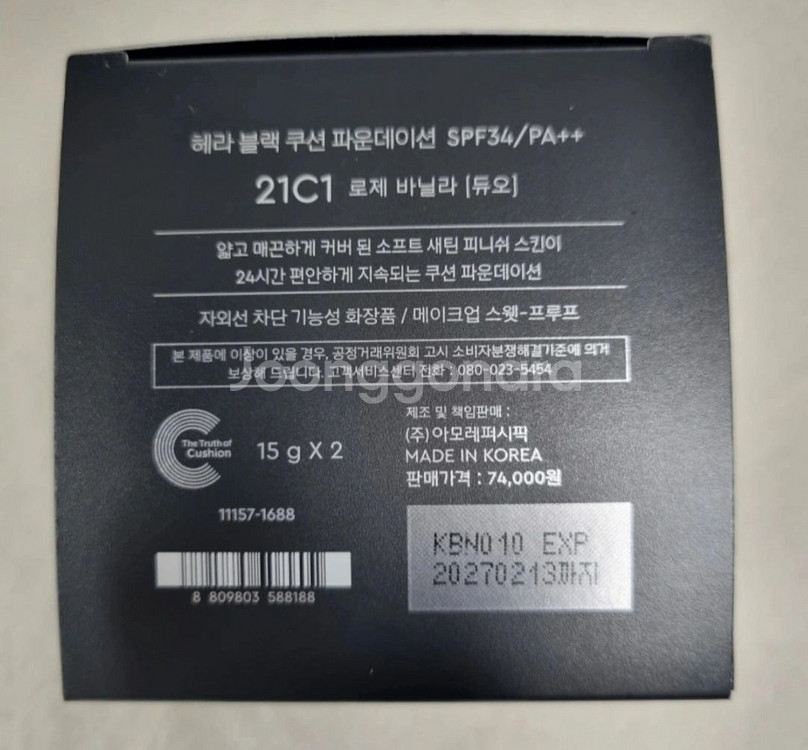 헤라 블랙 쿠션 파운데이션 SPF34/PA++
21C1 로제 바닐라 [듀오]
얇고 매끈하게 커버 된 소프트 새틴 피니쉬 스킨이
24시간 편안하게 지속되는 쿠션 파운데이션
자외선 차단 기능성 화장품 / 메이크업 스웻-프루프
본 제품에 이상이 있을 경우, 공정거래위원회 고시 소비자분쟁해결기준에 의거
보상해 드립니다. 고객서비스센터 전화 : 080-023-5454
Joonggonara
The Truth of
Cushion
15 g X 2
제조 및 책임판매 :
(주)아모레퍼시픽
MADE IN KOREA
판매가격 : 74,000원
11157-1688
8 809803 588188
KBN010 EXP
20270213까지